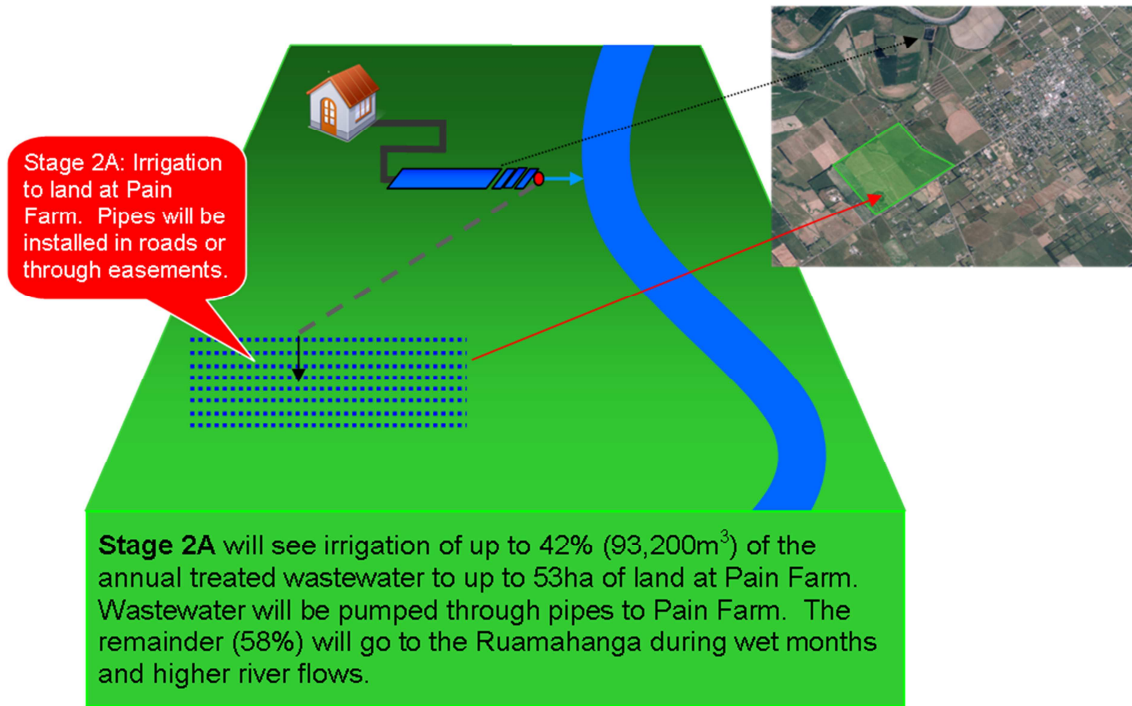 Stage 2A: Irrigation
to land at Pain
Farm. Pipes will be
installed in roads or
through easements.
Stage 2A will see irrigation of up to 42% (93,200m³) of the
annual treated wastewater to up to 53ha of land at Pain Farm.
Wastewater will be pumped through pipes to Pain Farm. The
remainder (58%) will go to the Ruamahanga during wet months
and higher river flows.